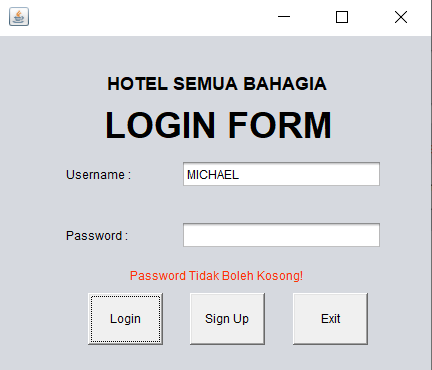 HOTEL SEMUA BAHAGIA
LOGIN FORM
Username : MICHAEL
Password :
Password Tidak Boleh Kosong!
Login Sign Up Exit